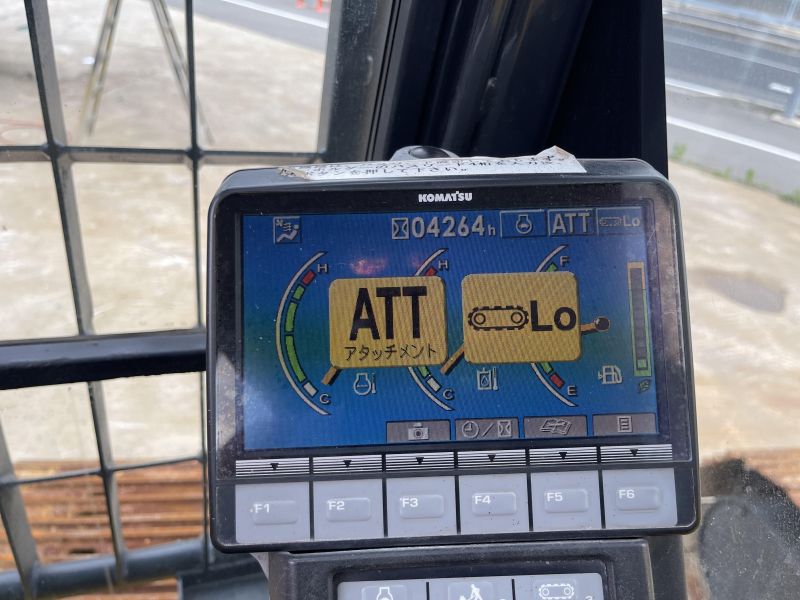 KOMATSU
04264h ATT Lo
H H F
ATT
アタッチメント
Lo
C C E
F1 F2 F3 F4 F5 F6
3